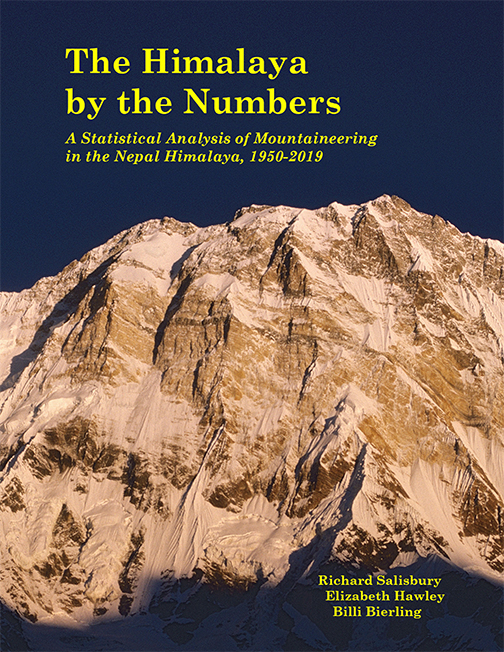 The Himalaya
by the Numbers
A Statistical Analysis of Mountaineering
in the Nepal Himalaya, 1950-2019
Richard Salisbury
Elizabeth Hawley
Billi Bierling